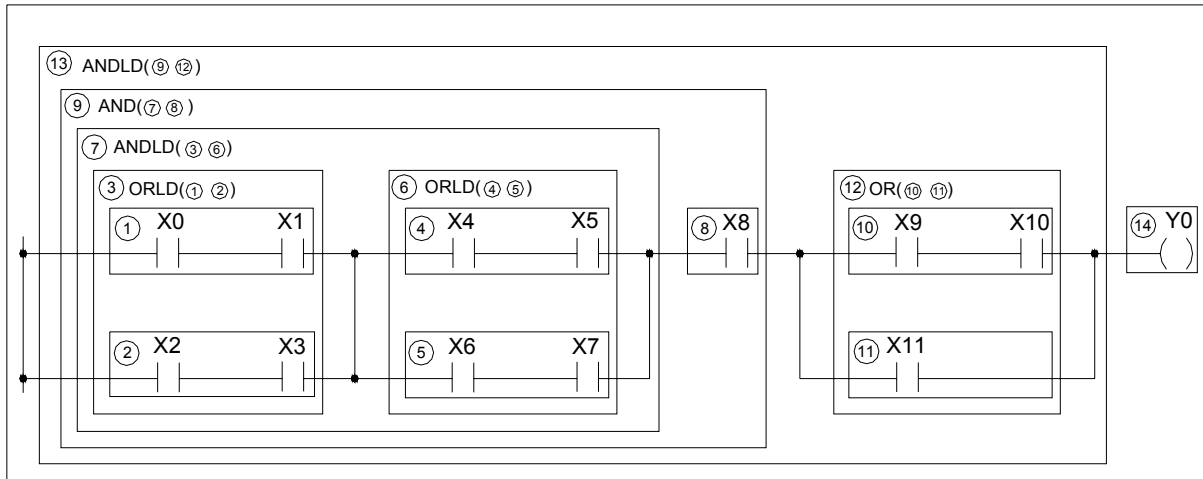 ⑬ ANDLD(⑨ ⑫)
⑨ AND(⑦ ⑧)
⑦ ANDLD(③ ⑥)
③ ORLD(① ②)
⑥ ORLD(④ ⑤)
⑫ OR(⑩ ⑪)
① X0 X1
④ X4 X5
⑧ X8
⑩ X9 X10
⑭ Y0
② X2 X3
⑤ X6 X7
⑪ X11